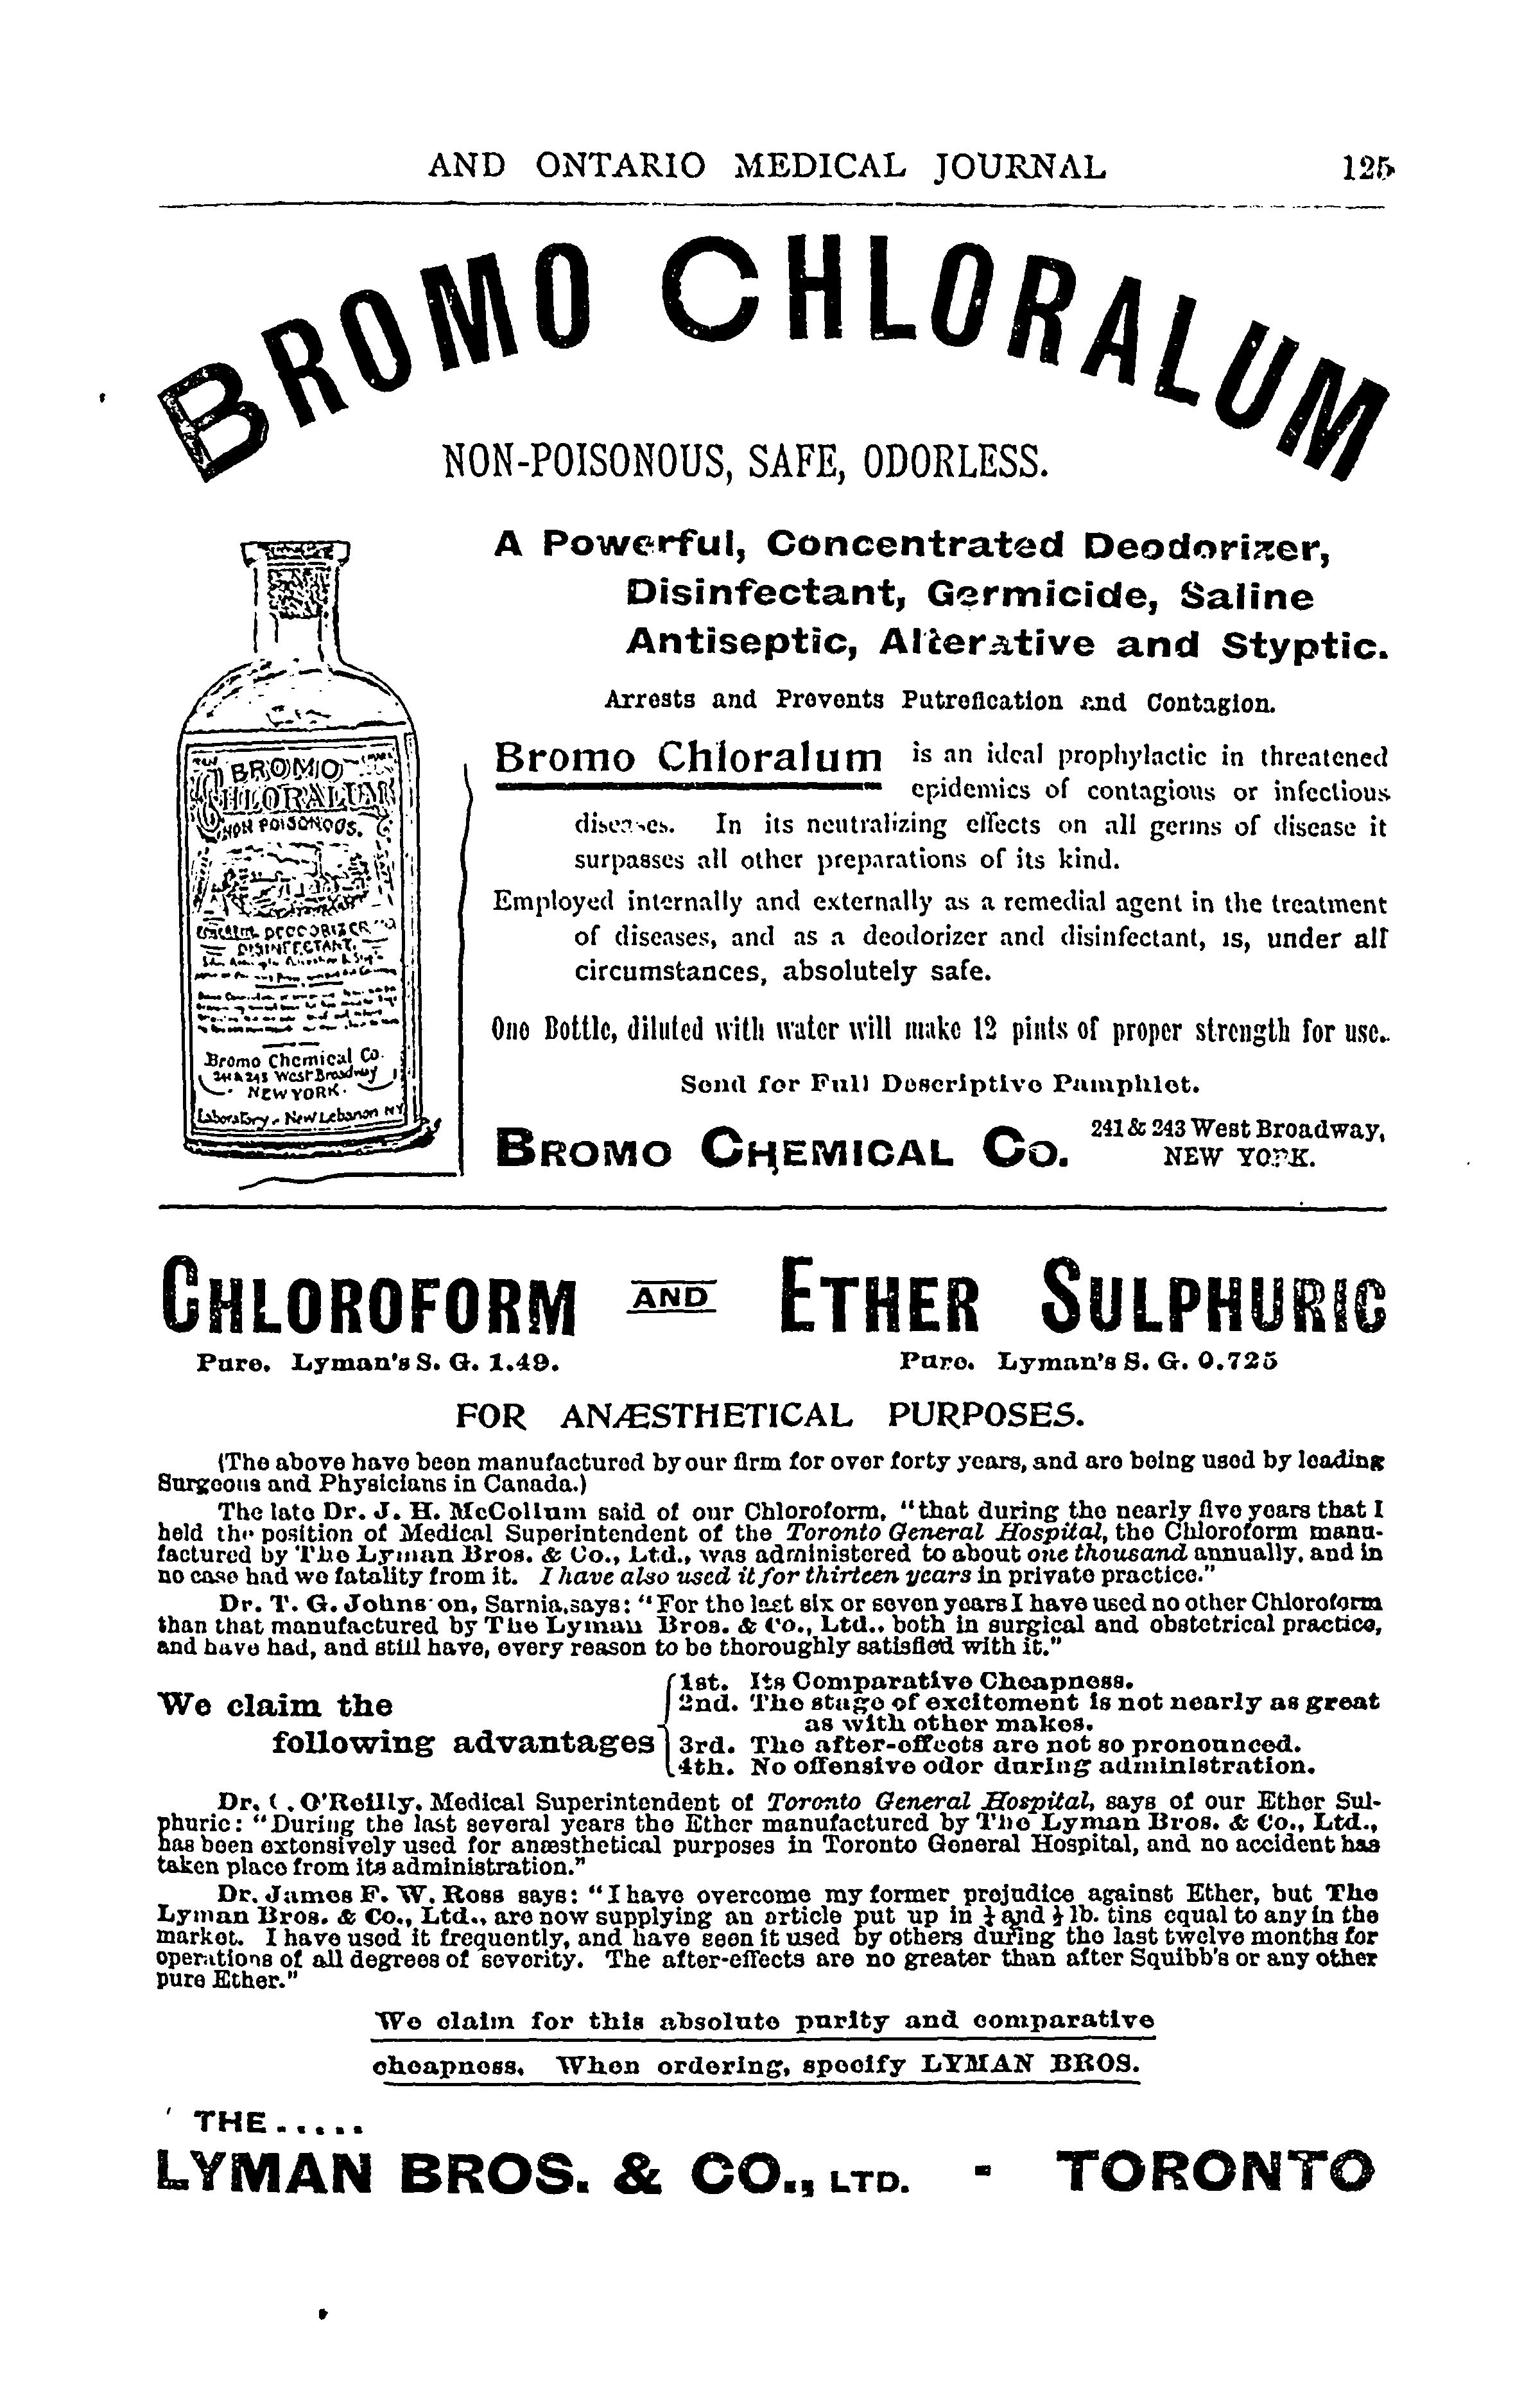 AND ONTARIO MEDICAL JOURNAL 125
BROMO CHLORALUM
NON-POISONOUS, SAFE, ODORLESS.
A Powerful, Concentrated Deodorizer,
Disinfectant, Germicide, Saline
Antiseptic, Alterative and Styptic.
Arrests and Prevents Putrefication and Contagion.
BROMO
CHLORALUM
NON POISONOUS.
DEODORIZER
DISINFECTANT.
Bromo Chemical Co.
241 & 243 West Broadway
NEW YORK.
Laboratory, New Lebanon NY
Bromo Chloralum is an ideal prophylactic in threatened
epidemics of contagious or infectious
diseases. In its neutralizing effects on all germs of disease it
surpasses all other preparations of its kind.
Employed internally and externally as a remedial agent in the treatment
of diseases, and as a deodorizer and disinfectant, is, under all
circumstances, absolutely safe.
One Bottle, diluted with water will make 12 pints of proper strength for use.
Send for Full Descriptive Pamphlet.
BROMO CHEMICAL CO. 241 & 243 West Broadway,
NEW YORK.
CHLOROFORM AND ETHER SULPHURIC
Pure. Lyman's S. G. 1.49. Pure. Lyman's S. G. 0.725
FOR ANÆSTHETICAL PURPOSES.
(The above have been manufactured by our firm for over forty years, and are being used by leading
Surgeons and Physicians in Canada.)
The late Dr. J. H. McCollum said of our Chloroform, "that during the nearly five years that I
held the position of Medical Superintendent of the Toronto General Hospital, the Chloroform manu-
factured by The Lyman Bros. & Co., Ltd., was administered to about one thousand annually, and in
no case had we fatality from it. I have also used it for thirteen years in private practice."
Dr. T. G. Johnston, Sarnia, says: "For the last six or seven years I have used no other Chloroform
than that manufactured by The Lyman Bros. & Co., Ltd., both in surgical and obstetrical practice,
and have had, and still have, every reason to be thoroughly satisfied with it."
We claim the
following advantages
1st. Its Comparative Cheapness.
2nd. The stage of excitement is not nearly as great
as with other makes.
3rd. The after-effects are not so pronounced.
4th. No offensive odor during administration.
Dr. C. O'Reilly, Medical Superintendent of Toronto General Hospital, says of our Ether Sul-
phuric: "During the last several years the Ether manufactured by The Lyman Bros. & Co., Ltd.,
has been extensively used for anæsthetical purposes in Toronto General Hospital, and no accident has
taken place from its administration."
Dr. James F. W. Ross says: "I have overcome my former prejudice against Ether, but The
Lyman Bros. & Co., Ltd., are now supplying an article put up in ¼ and ½ lb. tins equal to any in the
market. I have used it frequently, and have seen it used by others during the last twelve months for
operations of all degrees of severity. The after-effects are no greater than after Squibb's or any other
pure Ether."
We claim for this absolute purity and comparative
cheapness. When ordering, specify LYMAN BROS.
THE.....
LYMAN BROS. & CO., LTD. - TORONTO